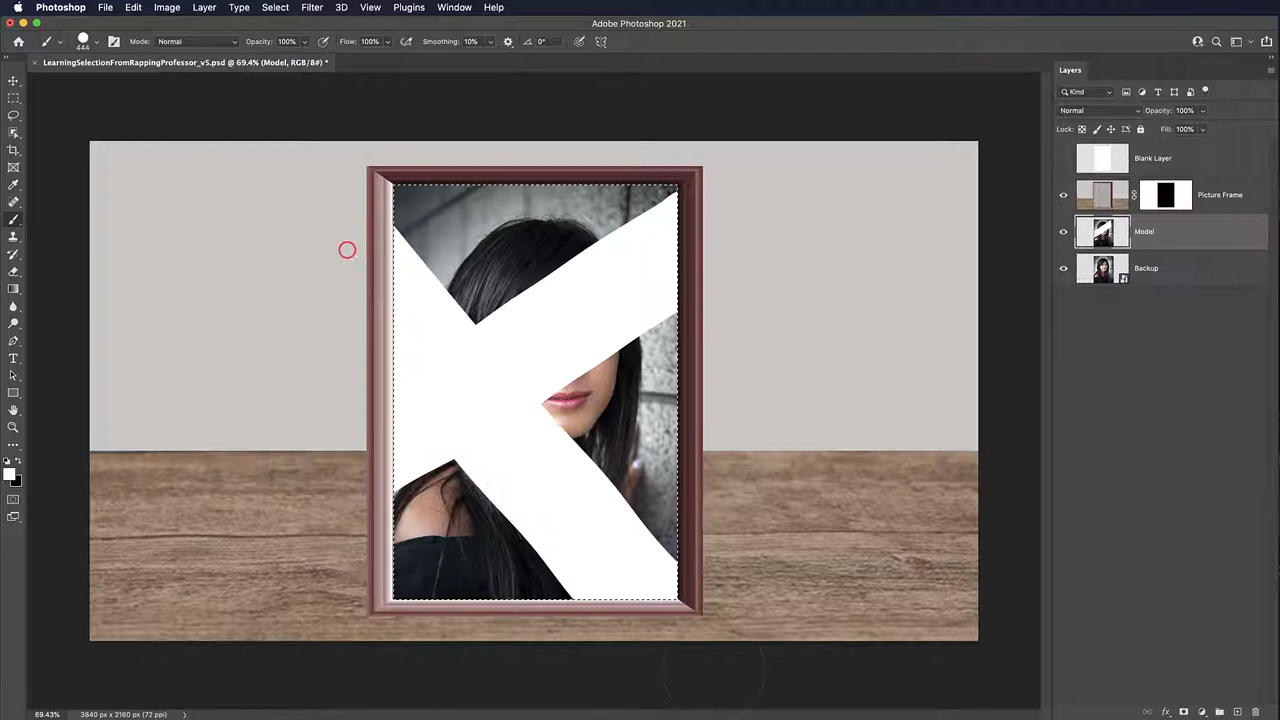 Photoshop File Edit Image Layer Type Select Filter 3D View Plugins Window Help
Adobe Photoshop 2021
444 Mode: Normal Opacity: 100% Flow: 100% Smoothing: 10% 0°
LearningSelectionFromRappingProfessor_v5.psd @ 69.4% (Model, RGB/8#) *
Layers
Kind
Normal Opacity: 100%
Lock: Fill: 100%
Blank Layer
Picture Frame
Model
Backup
69.43% 3840 px x 2160 px (72 ppi)